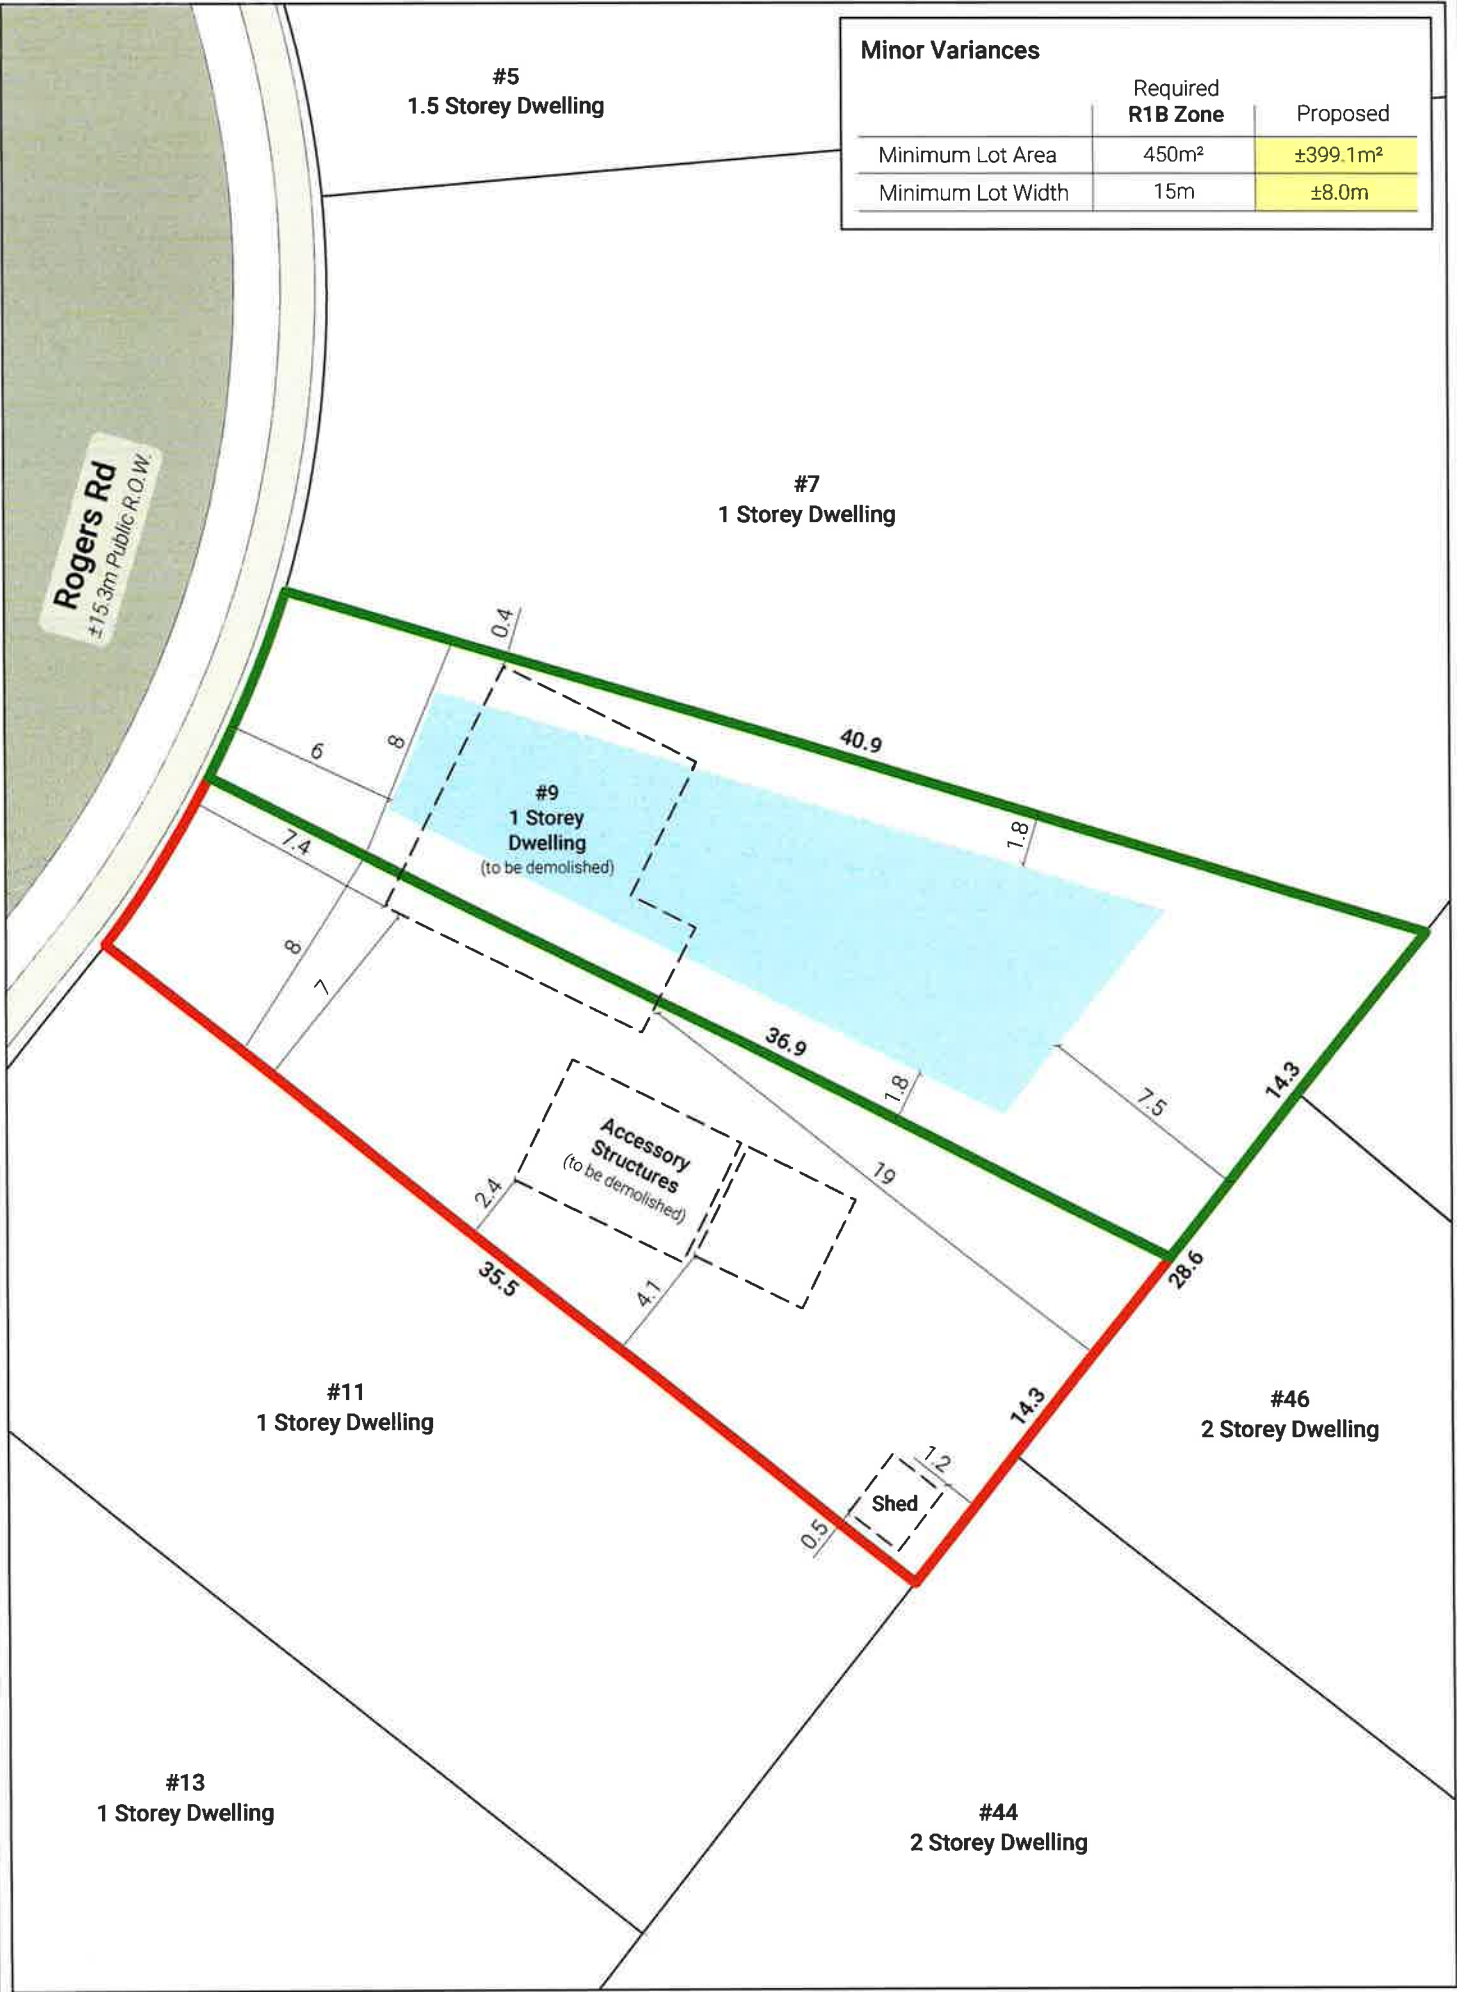 Minor Variances
Required
R1B Zone
Proposed
Minimum Lot Area 450m² ±399.1m²
Minimum Lot Width 15m ±8.0m
#5
1.5 Storey Dwelling
Rogers Rd
±15.3m Public R.O.W.
#7
1 Storey Dwelling
0.4
40.9
8
6
#9
1 Storey
Dwelling
(to be demolished)
1.8
7.4
8
7
36.9
1.8
7.5
14.3
Accessory
Structures
(to be demolished)
19
2.4
4.1
35.5
28.6
14.3
1.2
Shed
0.5
#11
1 Storey Dwelling
#46
2 Storey Dwelling
#13
1 Storey Dwelling
#44
2 Storey Dwelling